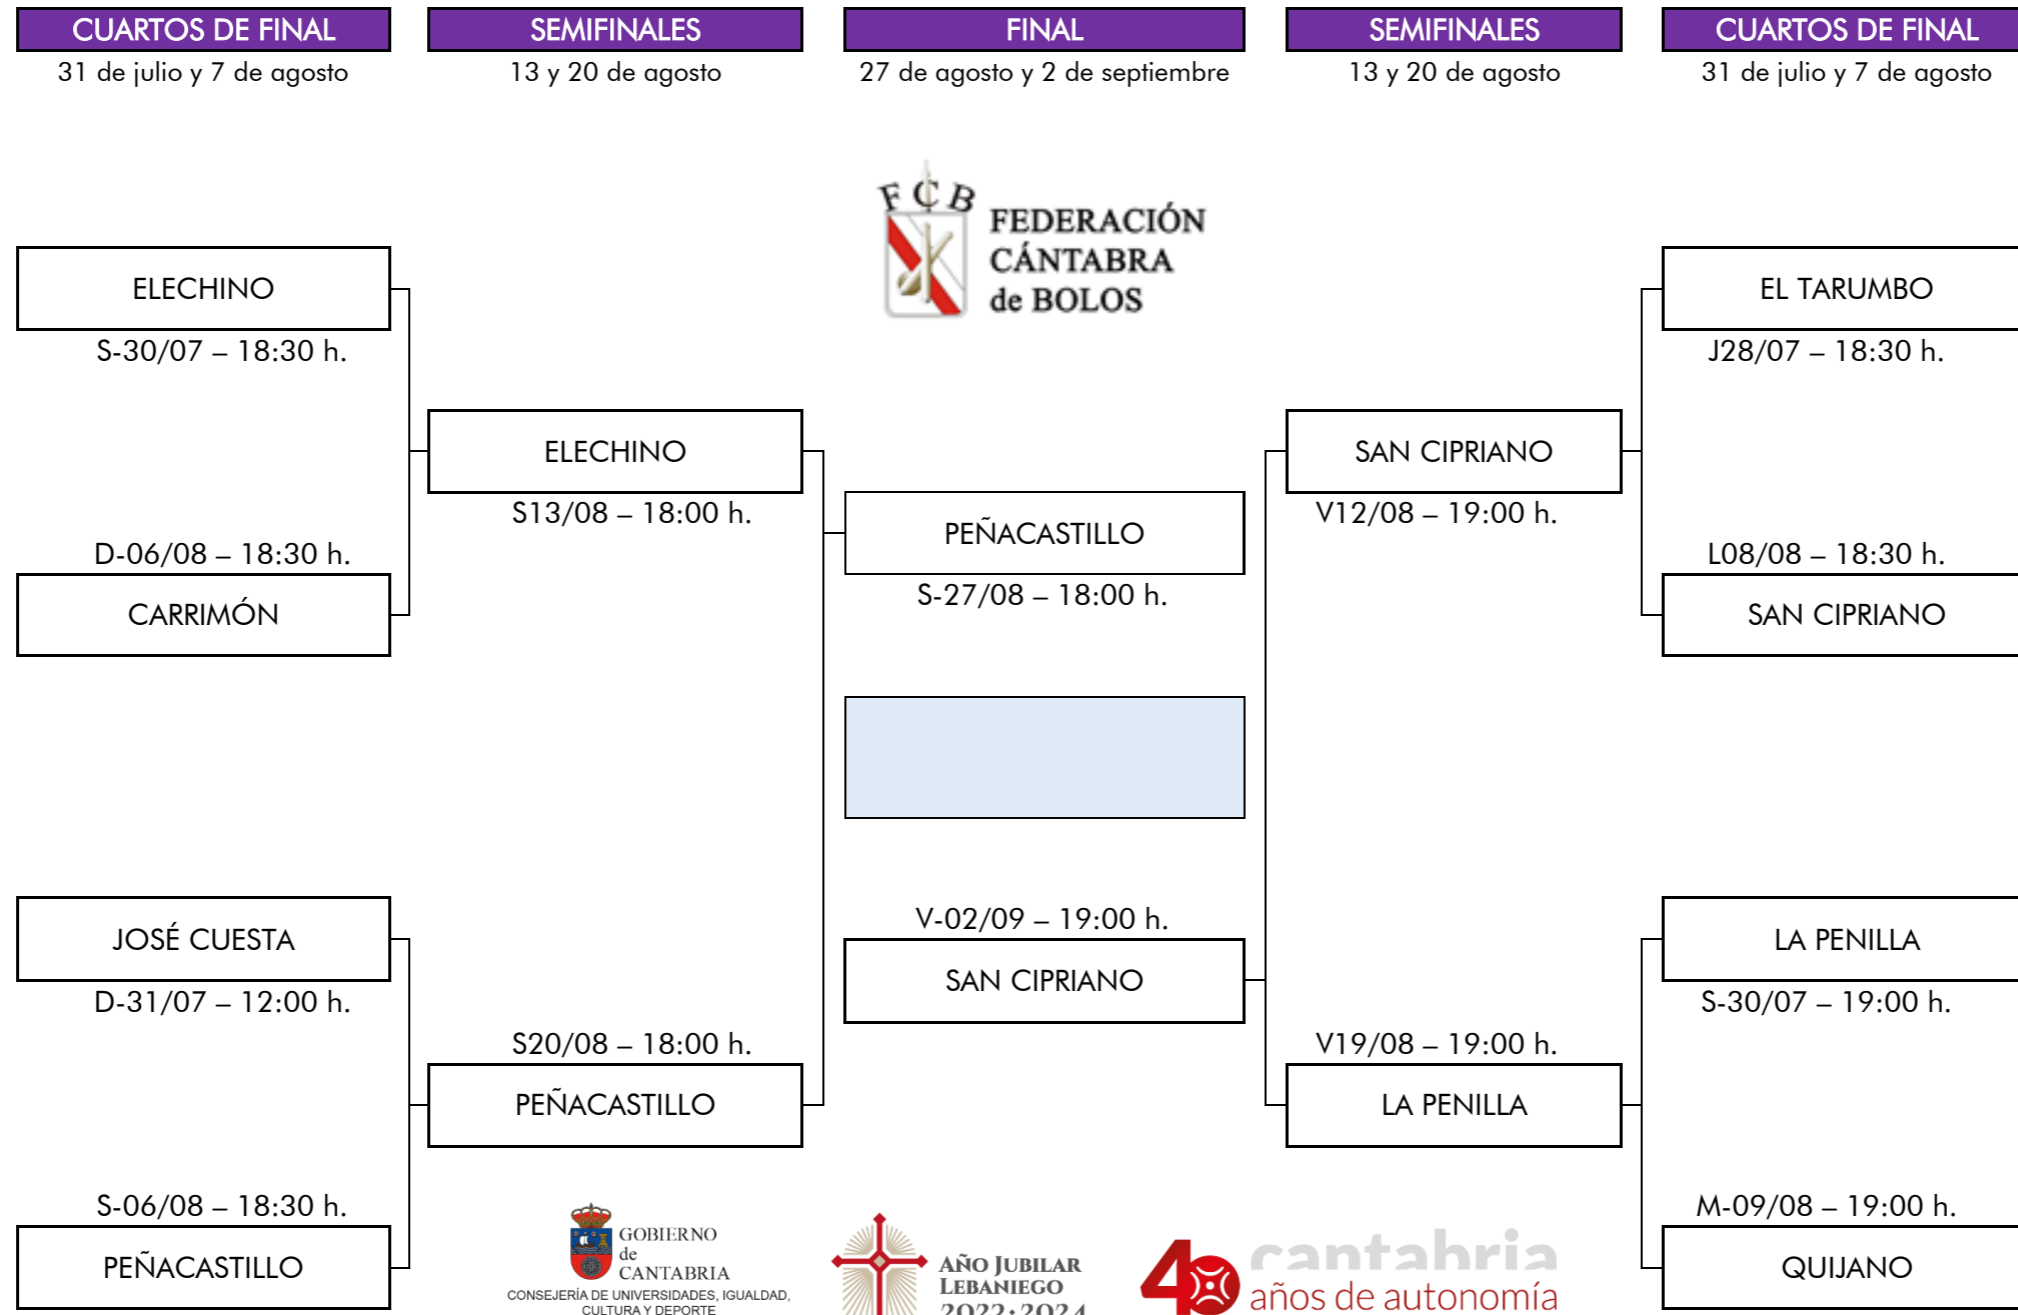 CUARTOS DE FINAL
31 de julio y 7 de agosto
SEMIFINALES
13 y 20 de agosto
FINAL
27 de agosto y 2 de septiembre
SEMIFINALES
13 y 20 de agosto
CUARTOS DE FINAL
31 de julio y 7 de agosto
FCB
FEDERACIÓN
CÁNTABRA
de BOLOS
ELECHINO
S-30/07 – 18:30 h.
D-06/08 – 18:30 h.
CARRIMÓN
JOSÉ CUESTA
D-31/07 – 12:00 h.
S-06/08 – 18:30 h.
PEÑACASTILLO
ELECHINO
S13/08 – 18:00 h.
S20/08 – 18:00 h.
PEÑACASTILLO
PEÑACASTILLO
S-27/08 – 18:00 h.
V-02/09 – 19:00 h.
SAN CIPRIANO
SAN CIPRIANO
V12/08 – 19:00 h.
V19/08 – 19:00 h.
LA PENILLA
EL TARUMBO
J28/07 – 18:30 h.
L08/08 – 18:30 h.
SAN CIPRIANO
LA PENILLA
S-30/07 – 19:00 h.
M-09/08 – 19:00 h.
QUIJANO
GOBIERNO
de
CANTABRIA
CONSEJERÍA DE UNIVERSIDADES, IGUALDAD,
CULTURA Y DEPORTE
AÑO JUBILAR
LEBANIEGO
2022·2024
40 cantabria
años de autonomía